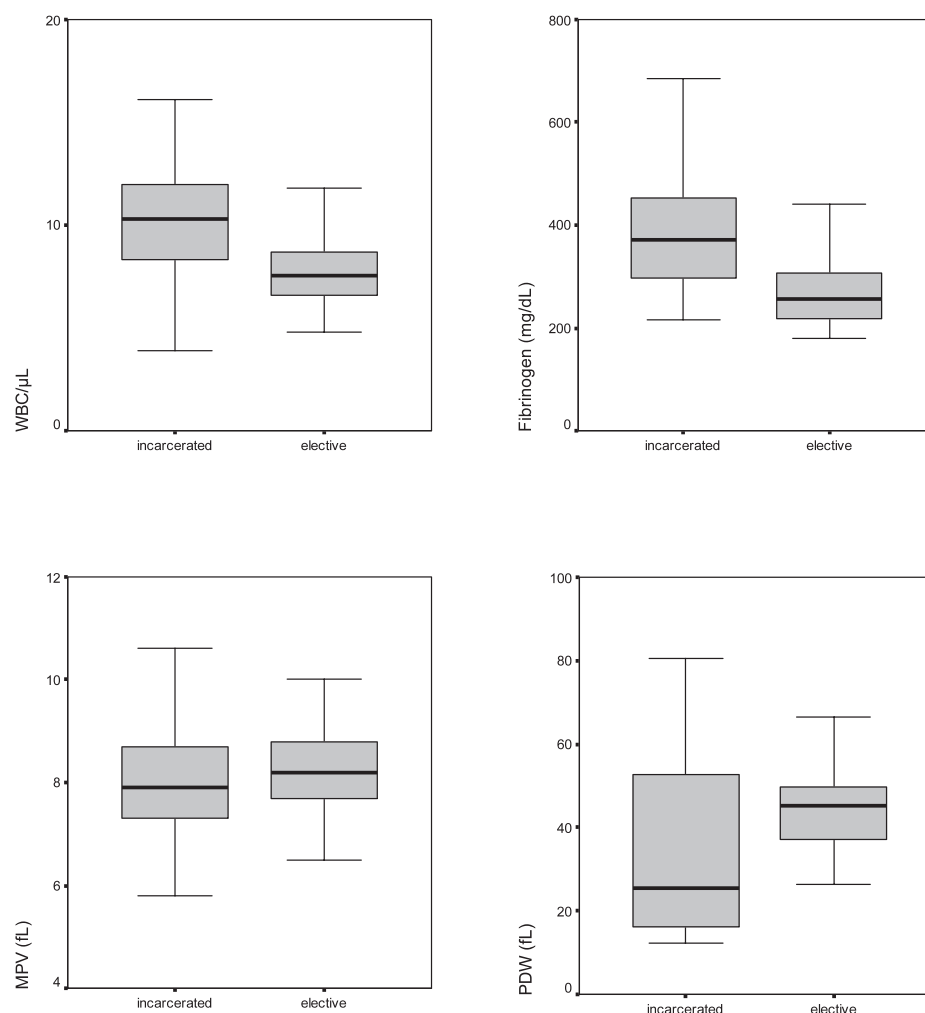 20
10
0
WBC/µL
incarcerated
elective
800
600
400
200
0
Fibrinogen (mg/dL)
incarcerated
elective
12
10
8
6
4
MPV (fL)
incarcerated
elective
100
80
60
40
20
0
PDW (fL)
incarcerated
elective